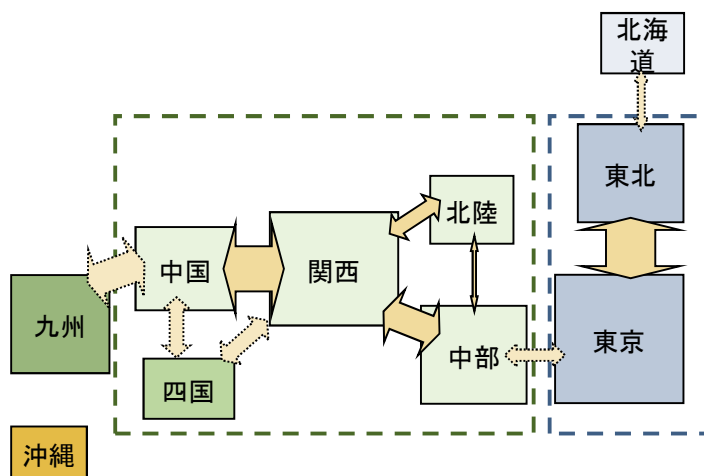 北海
道
東北
北陸
中国
関西
九州
中部
東京
四国
沖縄